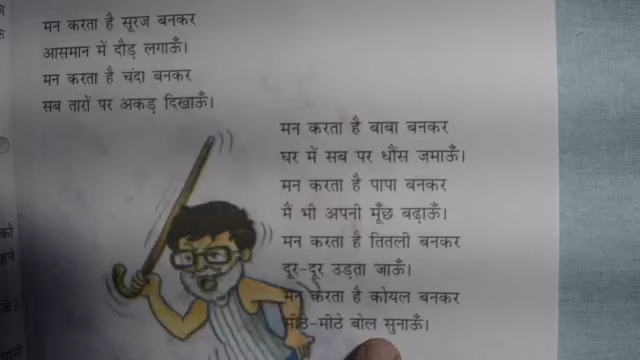 मन करता है सूरज बनकर
आसमान में दौड़ लगाऊँ।
मन करता है चंदा बनकर
सब तारों पर अकड़ दिखाऊँ।
मन करता है बाबा बनकर
घर में सब पर धौंस जमाऊँ।
मन करता है पापा बनकर
मैं भी अपनी मूँछ बढ़ाऊँ।
मन करता है तितली बनकर
दूर-दूर उड़ता जाऊँ।
मन करता है कोयल बनकर
मीठे-मीठे बोल सुनाऊँ।